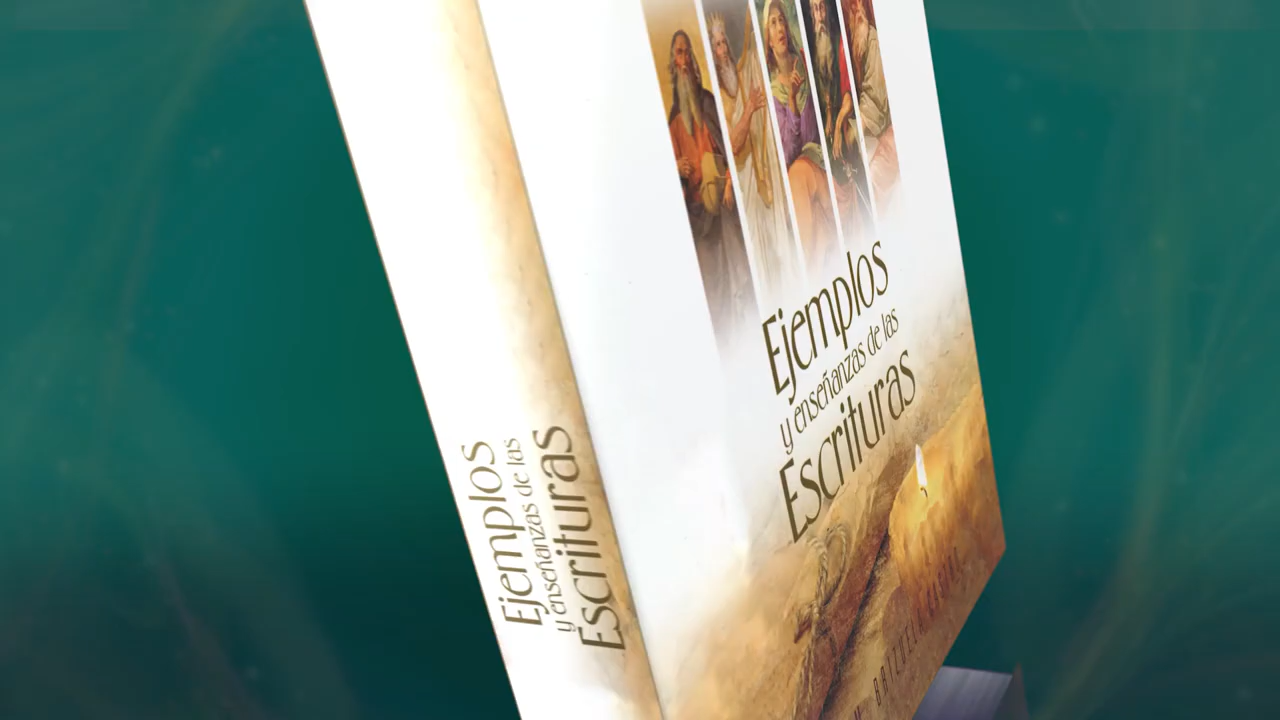 Ejemplos
y enseñanzas de las
Escrituras
Ejemplos
y enseñanzas de las
Escrituras